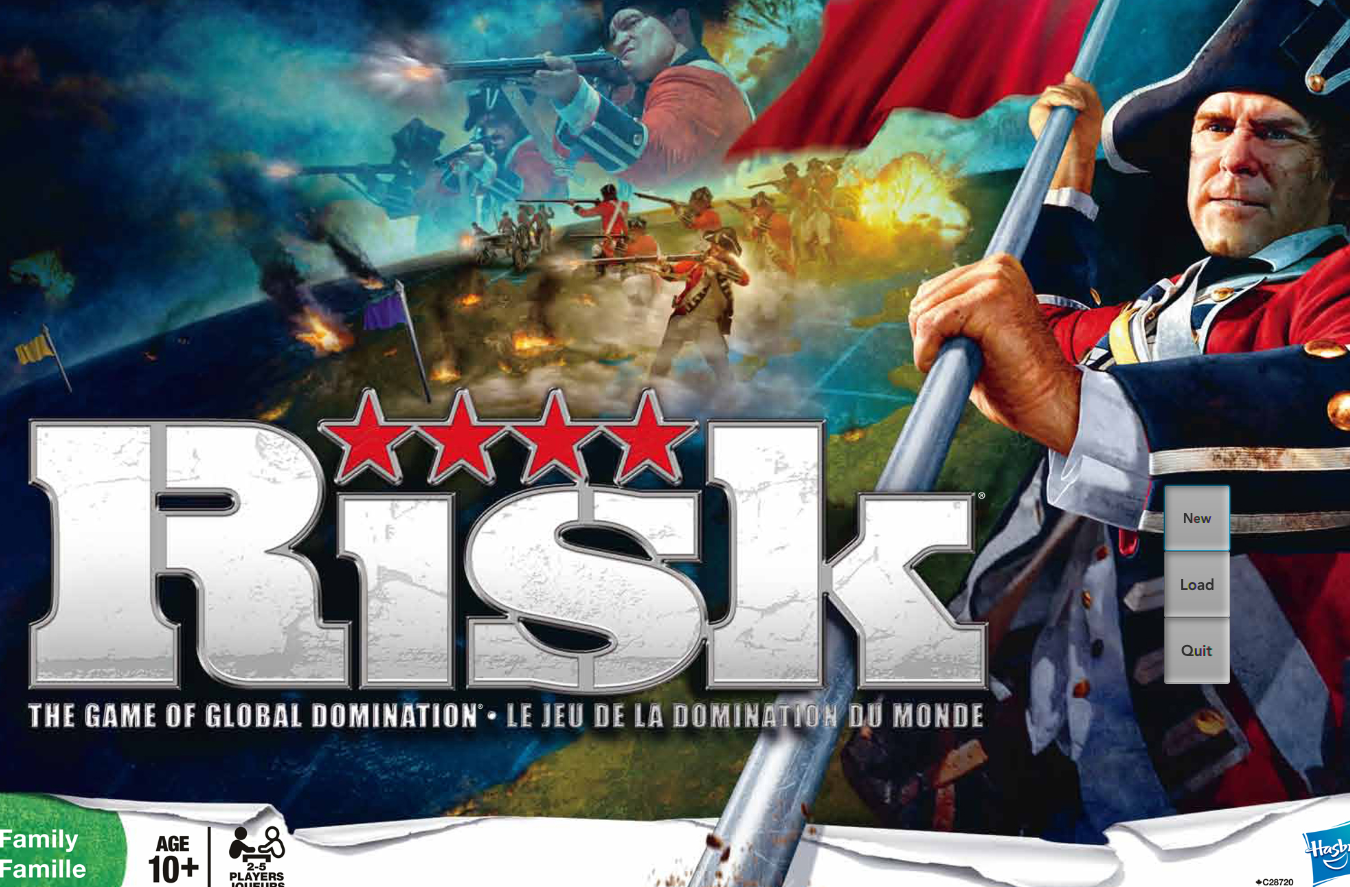 RISK®
THE GAME OF GLOBAL DOMINATION® • LE JEU DE LA DOMINATION DU MONDE
New
Load
Quit
Family
Famille
AGE
10+
2-5
PLAYERS
JOUEURS
C28720